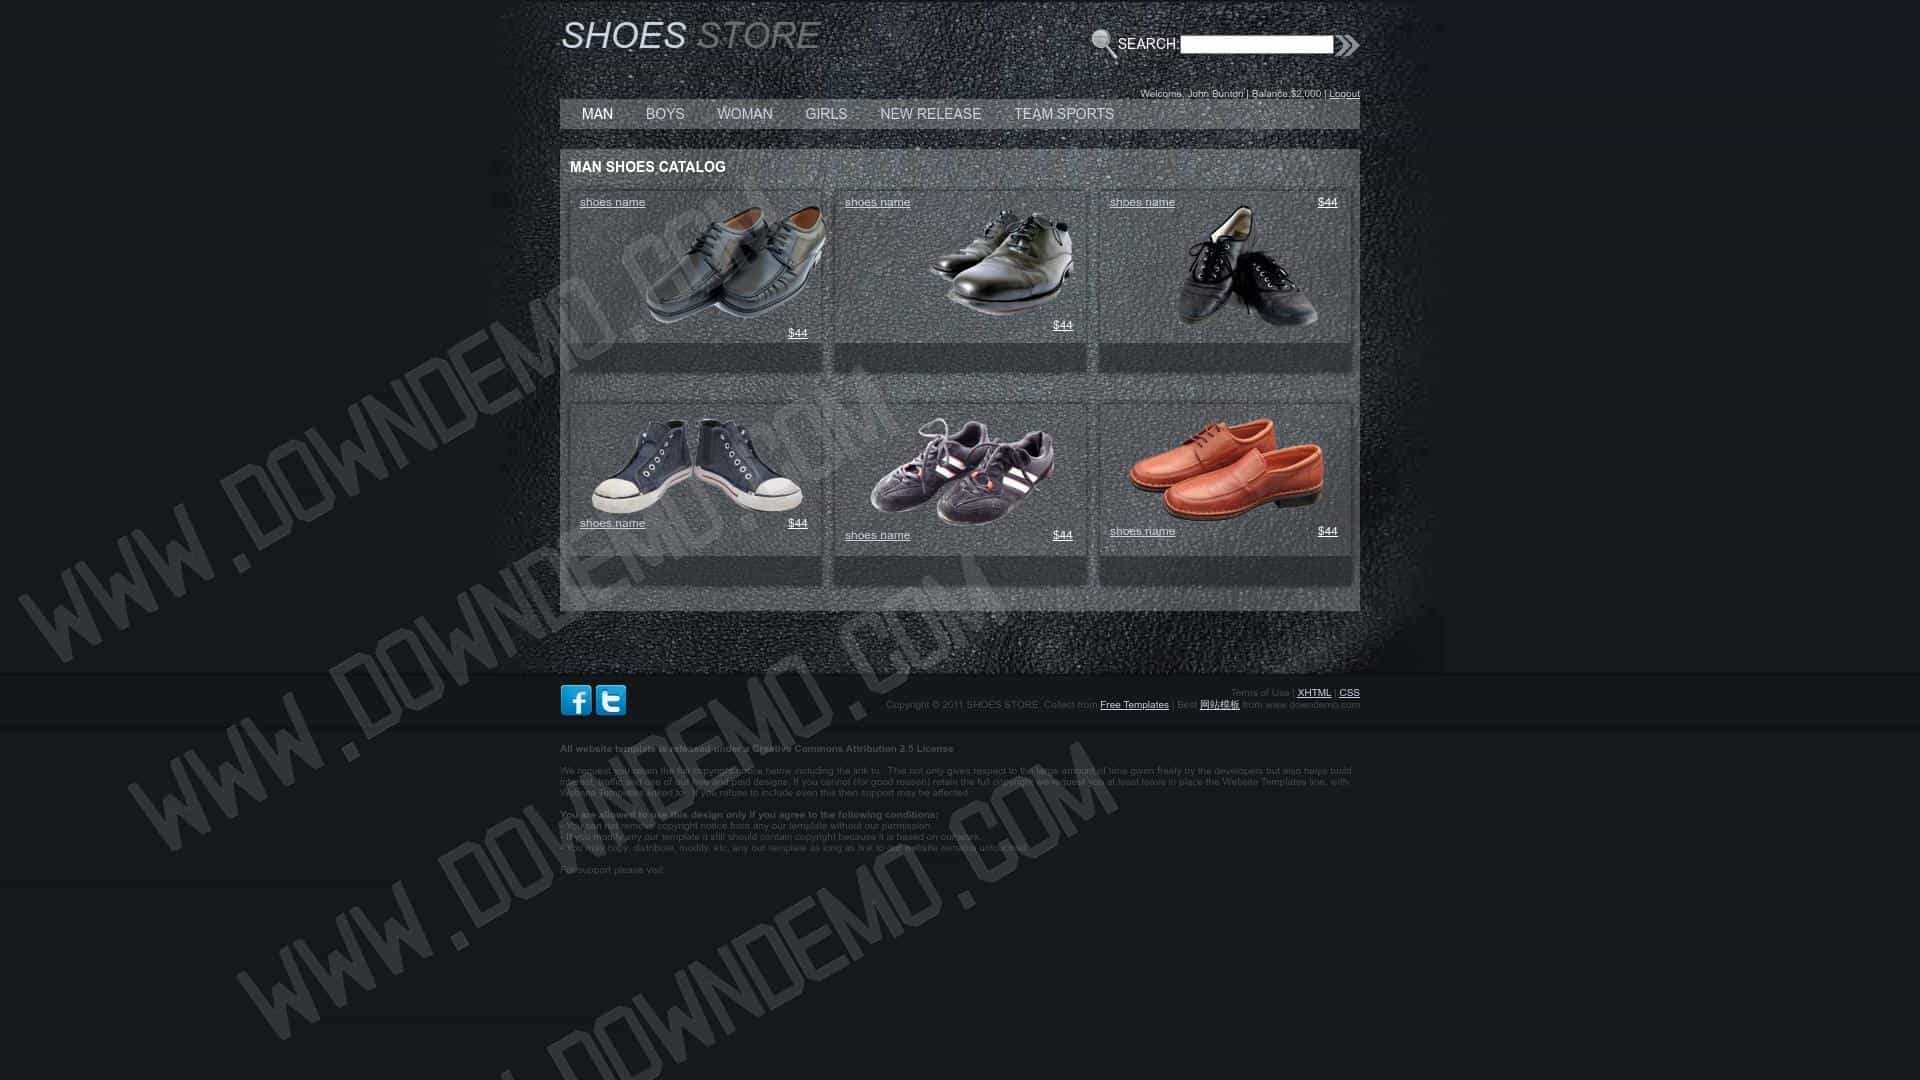 SHOES STORE
SEARCH:
Welcome, John Bunton | Balance $2,000 | Logout
MAN BOYS WOMAN GIRLS NEW RELEASE TEAM SPORTS
MAN SHOES CATALOG
shoes name
$44
shoes name
$44
shoes name $44
shoes name $44
shoes name $44
shoes name $44
Terms of Use | XHTML | CSS
Copyright © 2011 SHOES STORE. Collect from Free Templates | Best 网站模板 from www.downdemo.com
All website template is released under a Creative Commons Attribution 2.5 License
We request you retain the full copyright notice below including the link to . This not only gives respect to the large amount of time given freely by the developers but also helps build
interest, traffic and use of our free and paid designs. If you cannot (for good reason) retain the full copyright we request you at least leave in place the Website Templates line, with
Website Templates linked to . If you refuse to include even this then support may be affected.
You are allowed to use this design only if you agree to the following conditions:
- You can not remove copyright notice from any our template without our permission.
- If you modify any our template it still should contain copyright because it is based on our work.
- You may copy, distribute, modify, etc. any our template as long as link to our website remains untouched.
For support please visit
WWW.DOWNDEMO.COM
WWW.DOWNDEMO.COM
WWW.DOWNDEMO.COM
.DOWNDEMO.COM